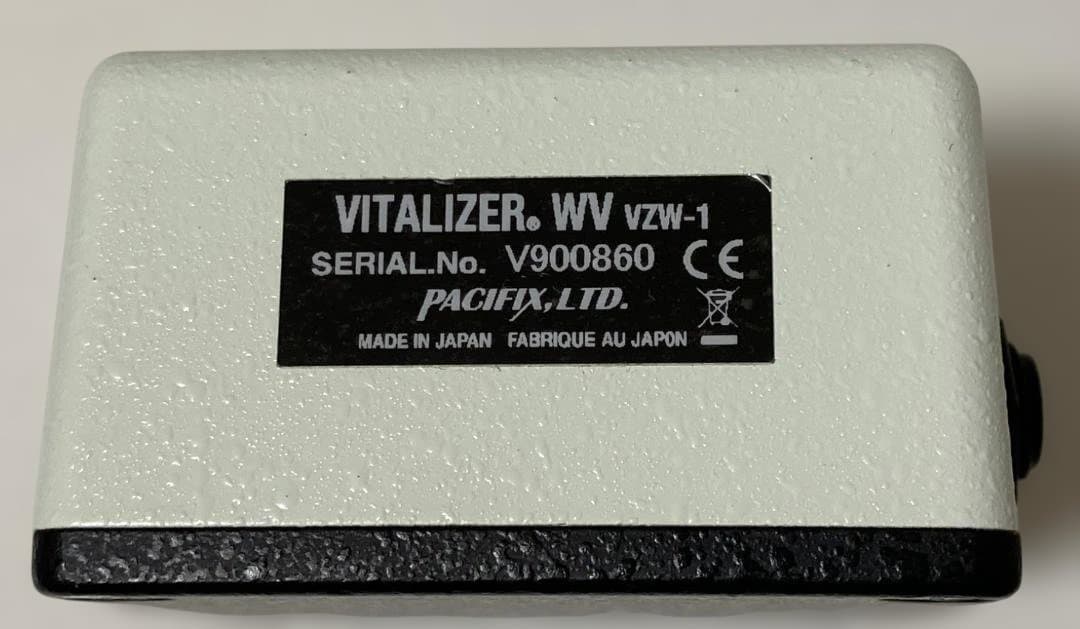 VITALIZER® WV VZW-1
SERIAL.No. V900860 CE
PACIFIX, LTD.
MADE IN JAPAN FABRIQUE AU JAPON